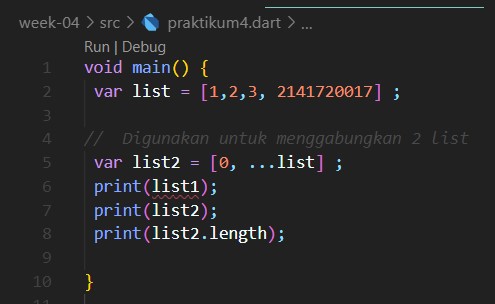 week-04 > src > praktikum4.dart > ...
Run | Debug
1 void main() {
2 var list = [1,2,3, 2141720017] ;
3
4 //  Digunakan untuk menggabungkan 2 list
5 var list2 = [0, ...list] ;
6 print(list1);
7 print(list2);
8 print(list2.length);
9
10 }
11